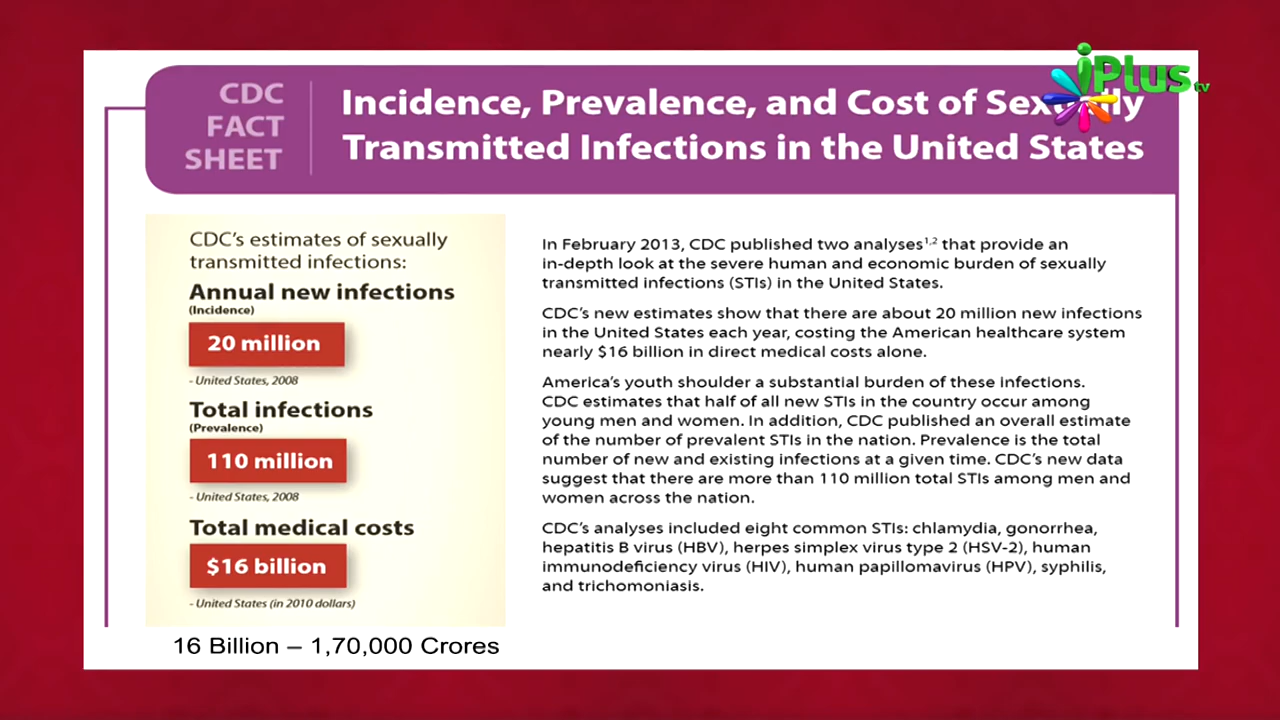 CDC
FACT
SHEET
Incidence, Prevalence, and Cost of Sexually
Transmitted Infections in the United States
iPlus tv
CDC's estimates of sexually
transmitted infections:
Annual new infections
(Incidence)
20 million
- United States, 2008
Total infections
(Prevalence)
110 million
- United States, 2008
Total medical costs
$16 billion
- United States (in 2010 dollars)
In February 2013, CDC published two analyses1,2 that provide an
in-depth look at the severe human and economic burden of sexually
transmitted infections (STIs) in the United States.
CDC's new estimates show that there are about 20 million new infections
in the United States each year, costing the American healthcare system
nearly $16 billion in direct medical costs alone.
America's youth shoulder a substantial burden of these infections.
CDC estimates that half of all new STIs in the country occur among
young men and women. In addition, CDC published an overall estimate
of the number of prevalent STIs in the nation. Prevalence is the total
number of new and existing infections at a given time. CDC's new data
suggest that there are more than 110 million total STIs among men and
women across the nation.
CDC's analyses included eight common STIs: chlamydia, gonorrhea,
hepatitis B virus (HBV), herpes simplex virus type 2 (HSV-2), human
immunodeficiency virus (HIV), human papillomavirus (HPV), syphilis,
and trichomoniasis.
16 Billion – 1,70,000 Crores